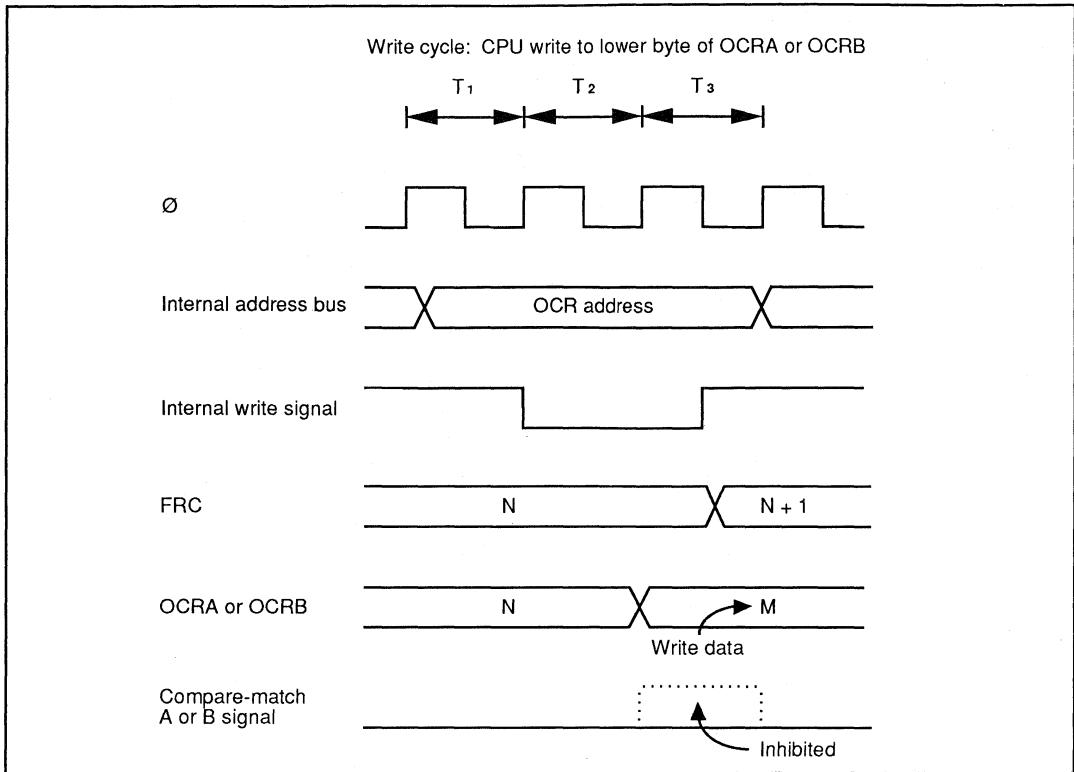 Write cycle: CPU write to lower byte of OCRA or OCRB
T1 T2 T3
Ø
Internal address bus
OCR address
Internal write signal
FRC
N
N + 1
OCRA or OCRB
N
M
Write data
Compare-match
A or B signal
Inhibited